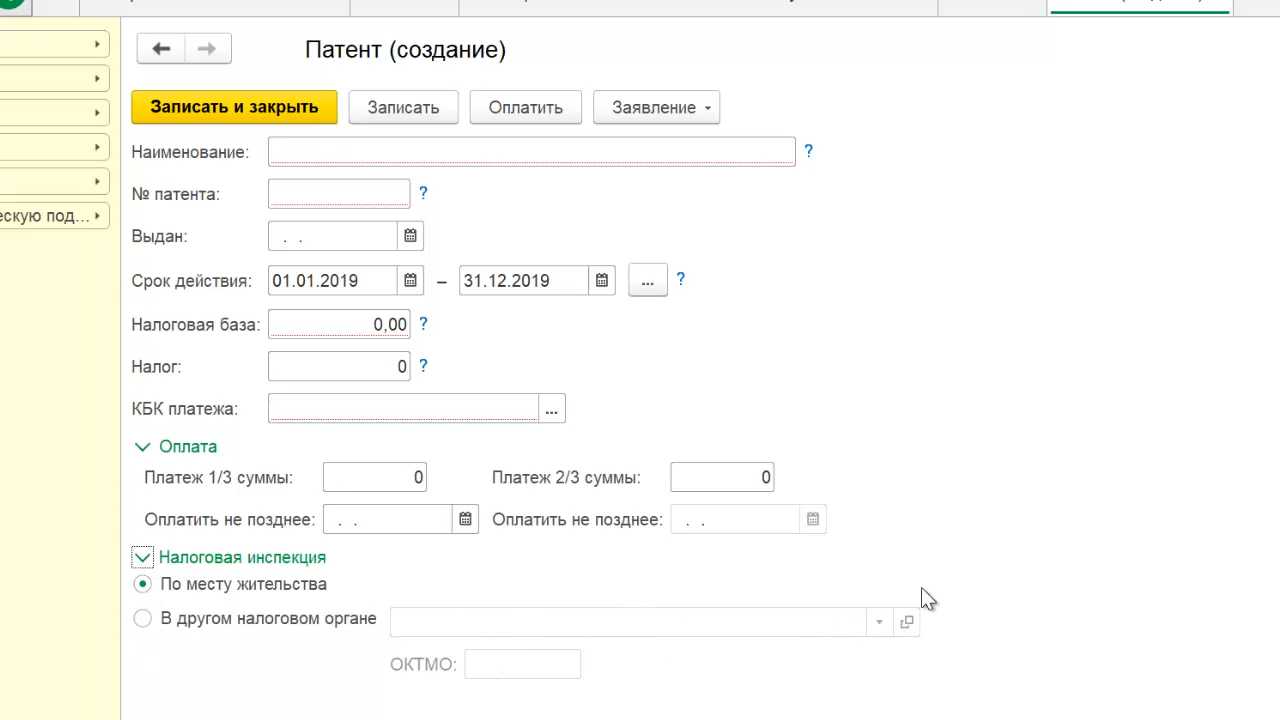 Патент (создание)
Записать и закрыть Записать Оплатить Заявление
Наименование: ?
№ патента: ?
ескую под...
Выдан: . .
Срок действия: 01.01.2019 – 31.12.2019 ... ?
Налоговая база: 0,00 ?
Налог: 0 ?
КБК платежа: ...
Оплата
Платеж 1/3 суммы: 0 Платеж 2/3 суммы: 0
Оплатить не позднее: . . Оплатить не позднее: . .
Налоговая инспекция
По месту жительства
В другом налоговом органе
ОКТМО: